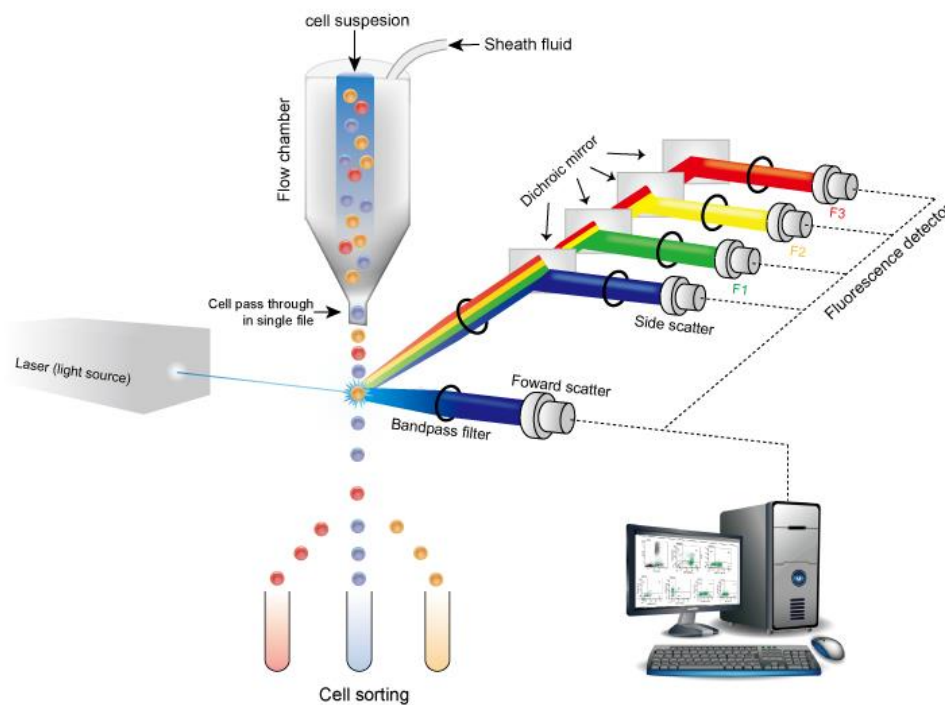 cell suspesion
Sheath fluid
Flow chamber
Dichroic mirror
F3
F2
F1
Fluorescence detector
Cell pass through
in single file
Side scatter
Laser (light source)
Foward scatter
Bandpass filter
Cell sorting